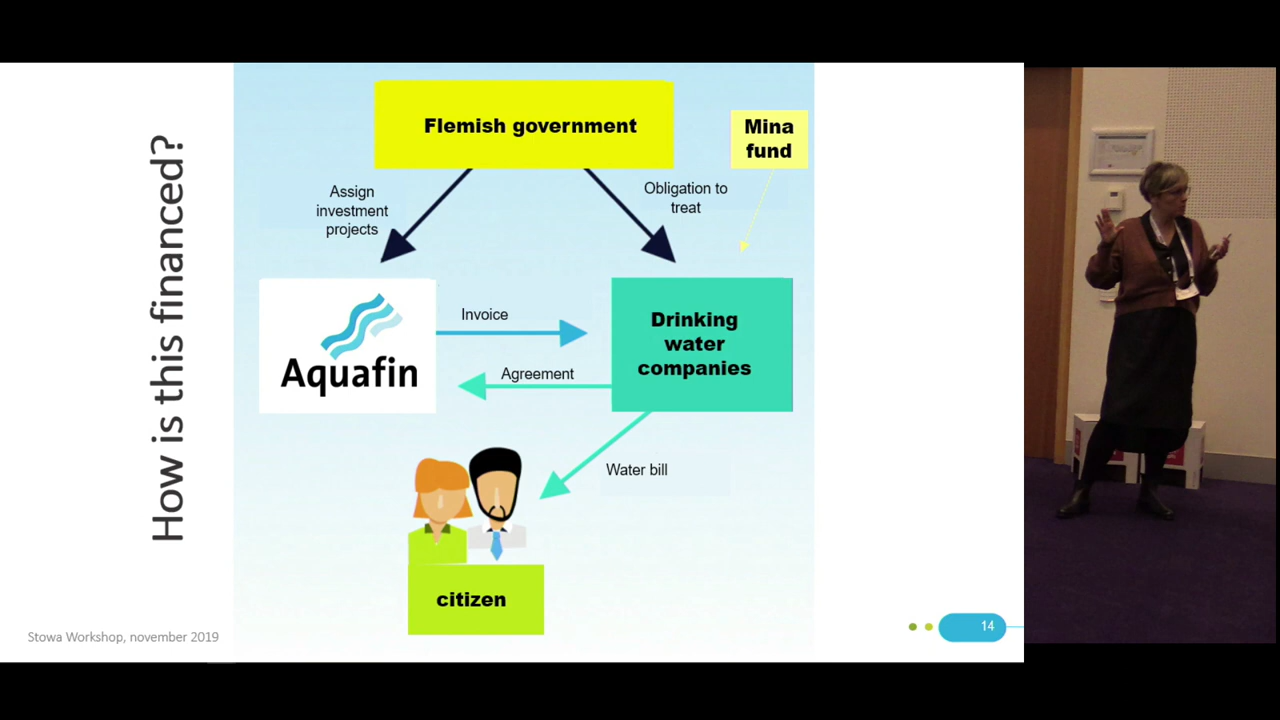 How is this financed?
Flemish government
Mina
fund
Assign
investment
projects
Obligation to
treat
Aquafin
Invoice
Agreement
Drinking
water
companies
Water bill
citizen
Stowa Workshop, november 2019
14